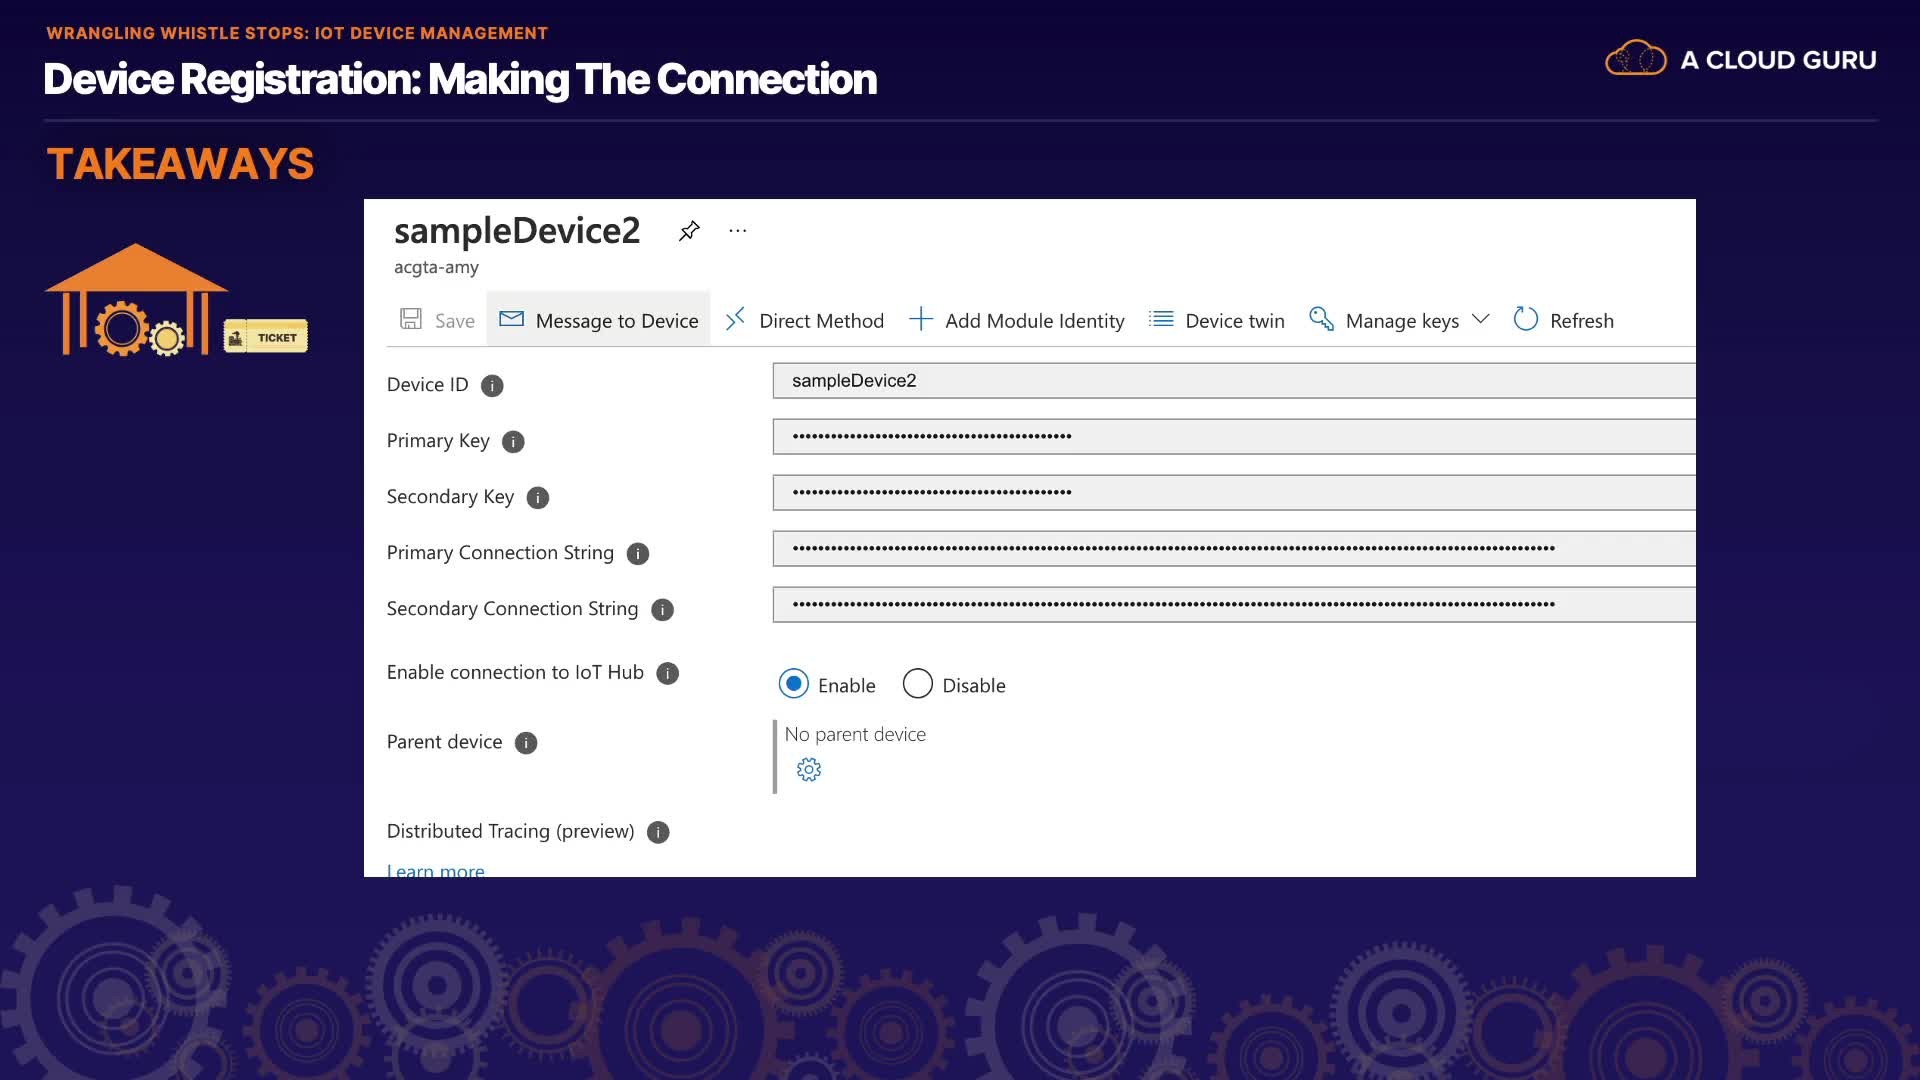 WRANGLING WHISTLE STOPS: IOT DEVICE MANAGEMENT
Device Registration: Making The Connection
A CLOUD GURU
TAKEAWAYS
TICKET
sampleDevice2
acgta-amy
Save Message to Device Direct Method Add Module Identity Device twin Manage keys Refresh
Device ID sampleDevice2
Primary Key
Secondary Key
Primary Connection String
Secondary Connection String
Enable connection to IoT Hub Enable Disable
Parent device No parent device
Distributed Tracing (preview)
Learn more